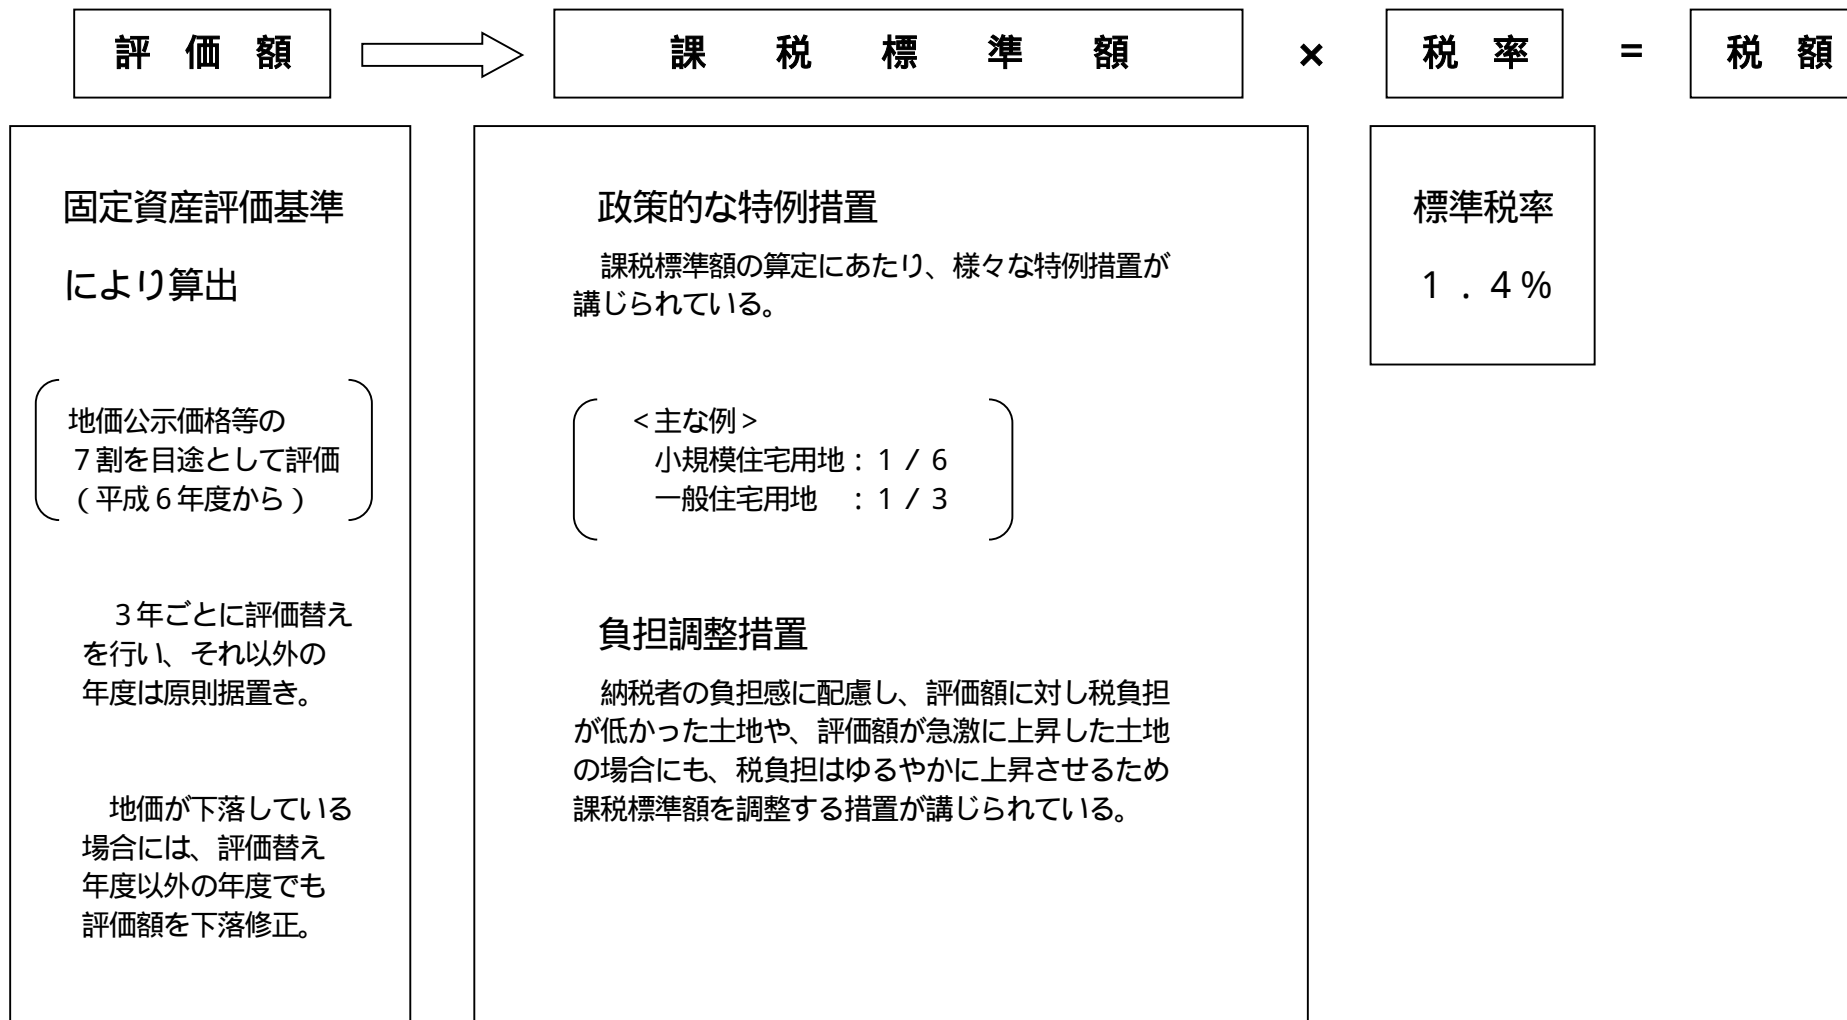 評価額
課税標準額
×
税率
=
税額
固定資産評価基準
により算出
地価公示価格等の
7割を目途として評価
(平成6年度から)
3年ごとに評価替え
を行い、それ以外の
年度は原則据置き。
地価が下落している
場合には、評価替え
年度以外の年度でも
評価額を下落修正。
政策的な特例措置
課税標準額の算定にあたり、様々な特例措置が
講じられている。
<主な例>
小規模住宅用地:1/6
一般住宅用地 :1/3
負担調整措置
納税者の負担感に配慮し、評価額に対し税負担
が低かった土地や、評価額が急激に上昇した土地
の場合にも、税負担はゆるやかに上昇させるため
課税標準額を調整する措置が講じられている。
標準税率
1.4%